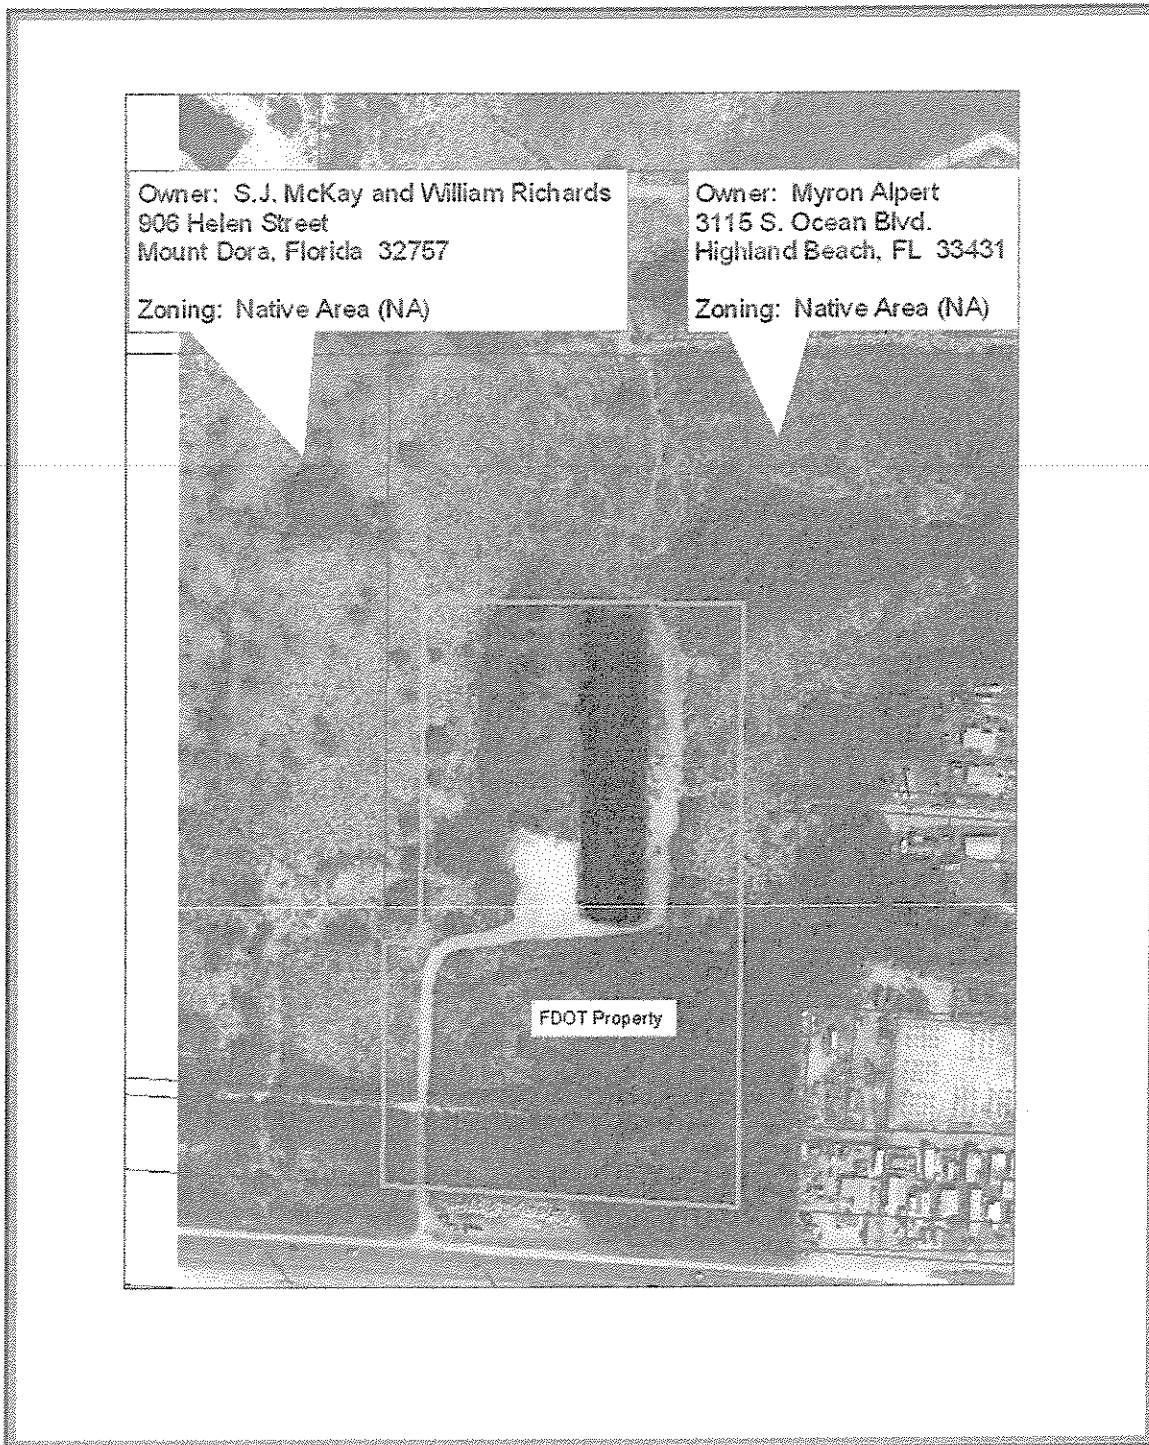 Owner: S.J. McKay and William Richards
906 Helen Street
Mount Dora, Florida 32757
Zoning: Native Area (NA)
Owner: Myron Alpert
3115 S. Ocean Blvd.
Highland Beach, FL 33431
Zoning: Native Area (NA)
FDOT Property